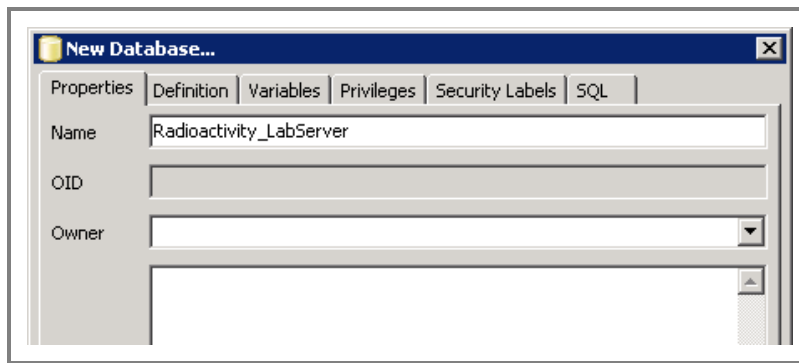 New Database...
Properties Definition Variables Privileges Security Labels SQL
Name Radioactivity_LabServer
OID
Owner